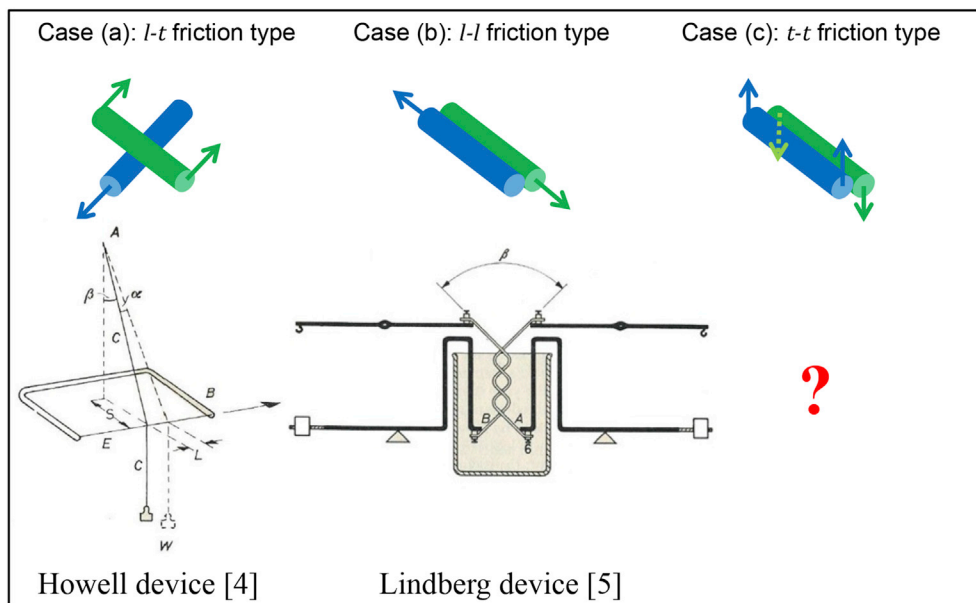 Case (a): l-t friction type
Case (b): l-l friction type
Case (c): t-t friction type
A
β
α
C
B
S
E
L
C
W
β
B
A
?
Howell device [4]
Lindberg device [5]